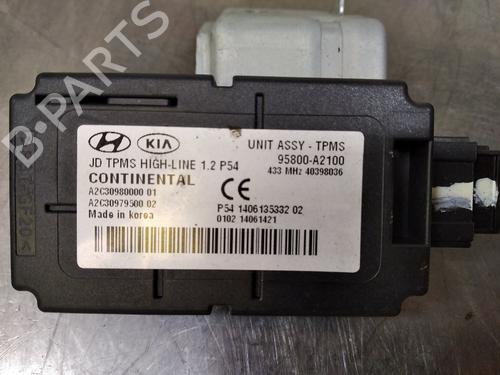 B-PARTS
HYUNDAI KIA
UNIT ASSY - TPMS
JD TPMS HIGH-LINE 1.2 P54
95800-A2100
CONTINENTAL
433 MHz 40398036
A2C30980000 01
CE
A2C30979500 02
P54 1406135332 02
Made in korea
0102 14061421